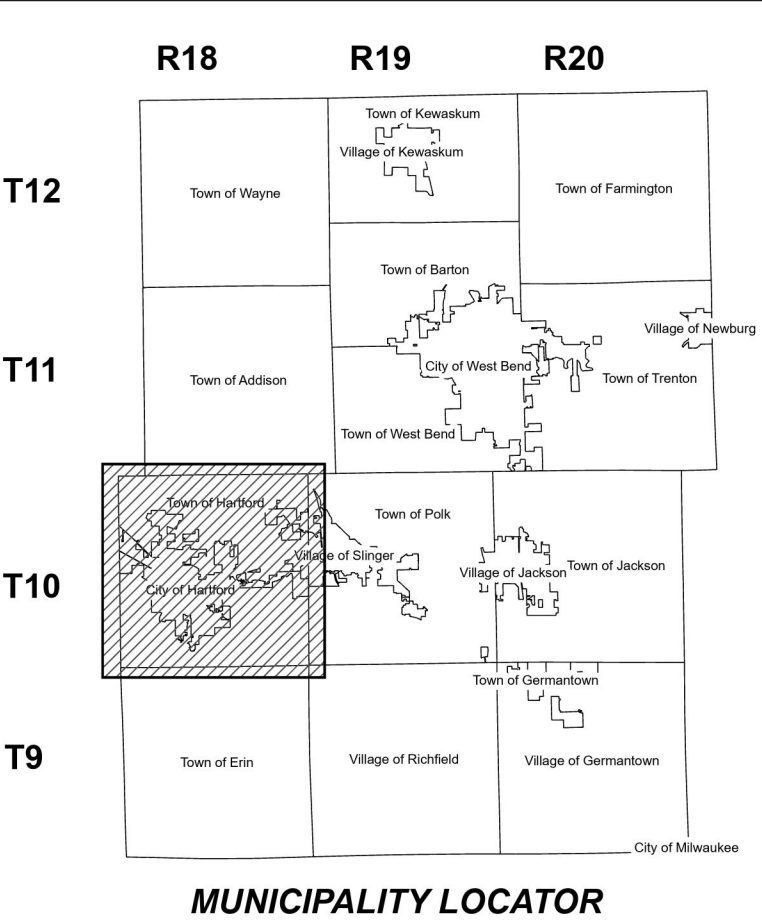 R18 R19 R20
Town of Kewaskum
Village of Kewaskum
T12
Town of Wayne
Town of Farmington
Town of Barton
Village of Newburg
T11
City of West Bend
Town of Addison
Town of Trenton
Town of West Bend
Town of Hartford
Town of Polk
Village of Slinger
Town of Jackson
Village of Jackson
T10
City of Hartford
Town of Germantown
T9
Town of Erin
Village of Richfield
Village of Germantown
City of Milwaukee
MUNICIPALITY LOCATOR